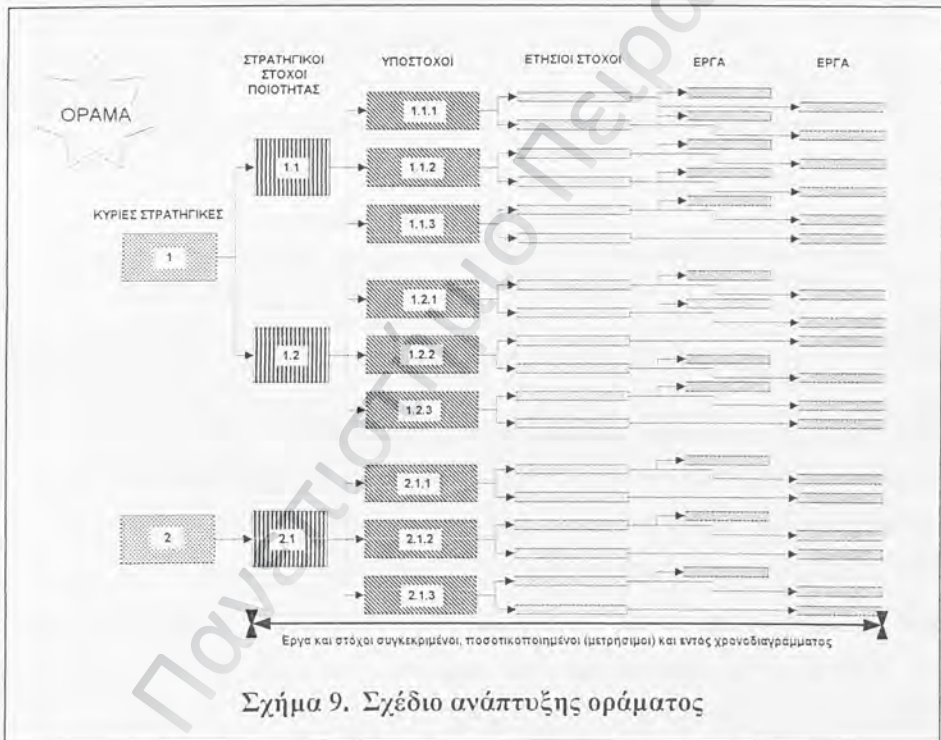 ΣΤΡΑΤΗΓΙΚΟΙ
ΣΤΟΧΟΙ
ΠΟΙΟΤΗΤΑΣ
ΥΠΟΣΤΟΧΟΙ
ΕΤΗΣΙΟΙ ΣΤΟΧΟΙ
ΕΡΓΑ
ΕΡΓΑ
ΟΡΑΜΑ
1.1.1
1.1
1.1.2
ΚΥΡΙΕΣ ΣΤΡΑΤΗΓΙΚΕΣ
1.1.3
1
1.2.1
1.2
1.2.2
1.2.3
2.1.1
2
2.1
2.1.2
2.1.3
Εργα και στόχοι συγκεκριμένοι, ποσοτικοποιημένοι (μετρήσιμοι) και εντός χρονοδιαγράμματος
Σχήμα 9. Σχέδιο ανάπτυξης οράματος
Πανεπιστήμιο Πειρα